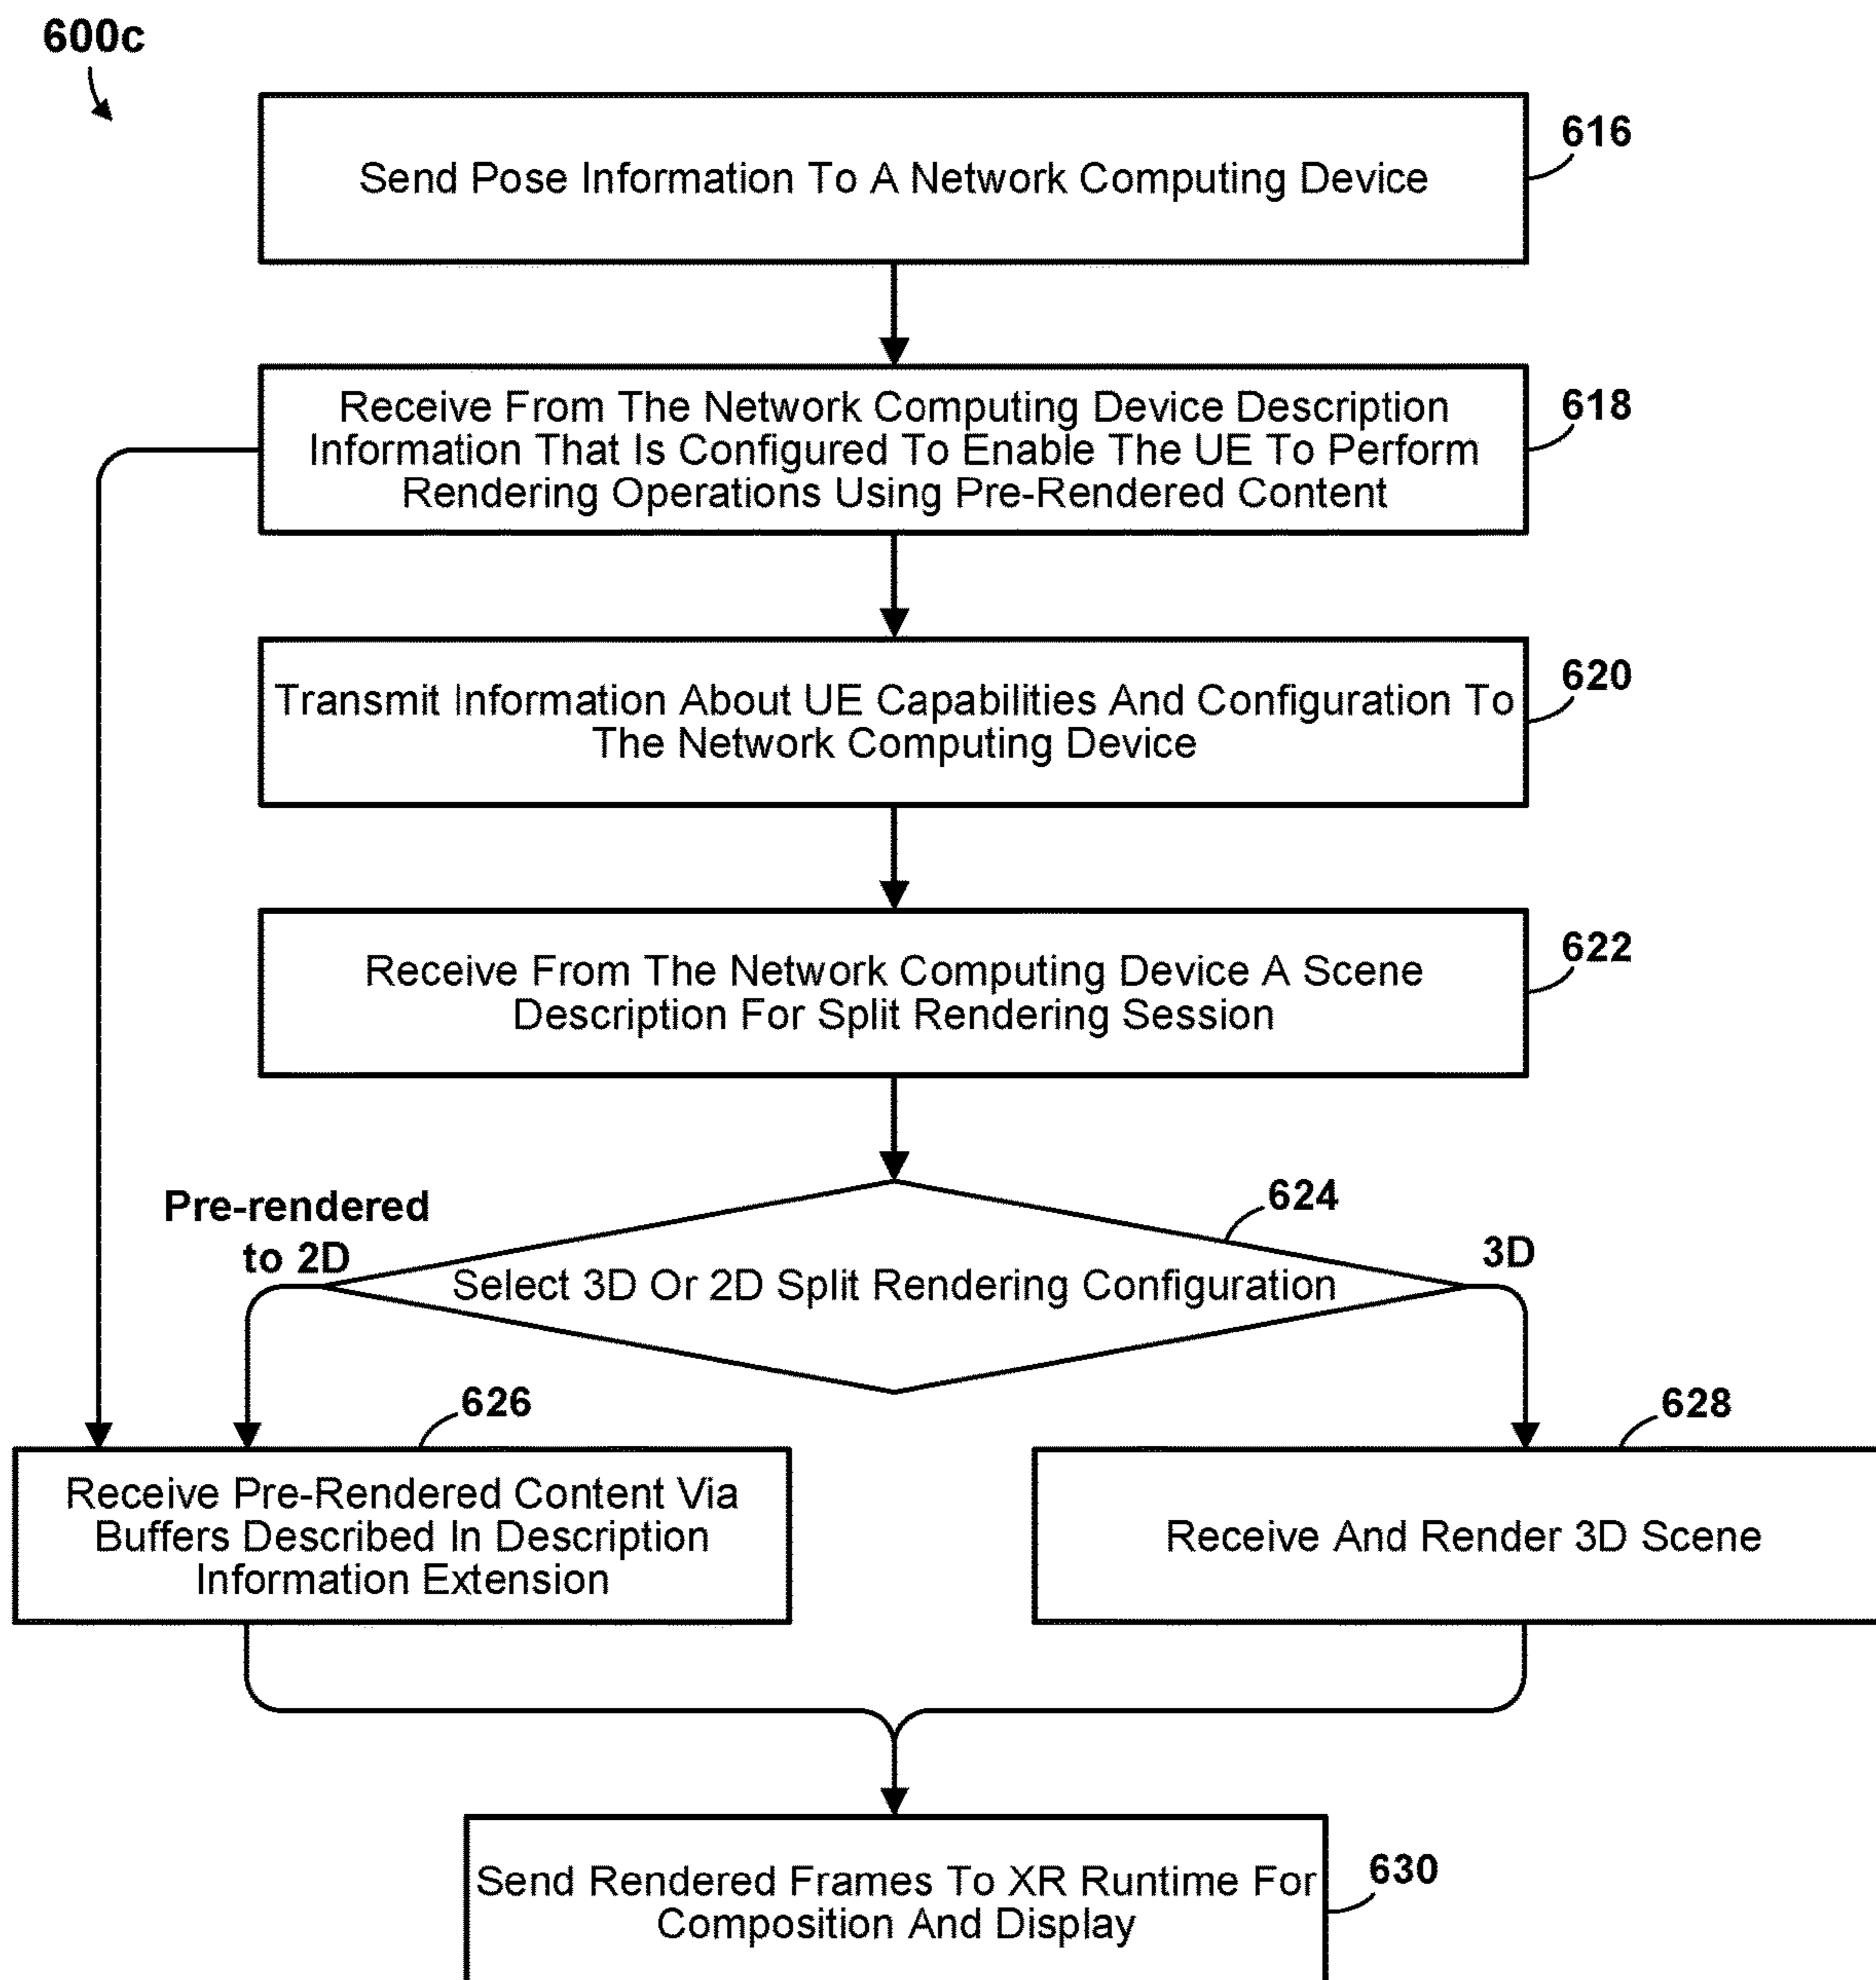 600c
616
Send Pose Information To A Network Computing Device
618
Receive From The Network Computing Device Description
Information That Is Configured To Enable The UE To Perform
Rendering Operations Using Pre-Rendered Content
620
Transmit Information About UE Capabilities And Configuration To
The Network Computing Device
622
Receive From The Network Computing Device A Scene
Description For Split Rendering Session
624
Pre-rendered
to 2D
3D
Select 3D Or 2D Split Rendering Configuration
626
Receive Pre-Rendered Content Via
Buffers Described In Description
Information Extension
628
Receive And Render 3D Scene
630
Send Rendered Frames To XR Runtime For
Composition And Display